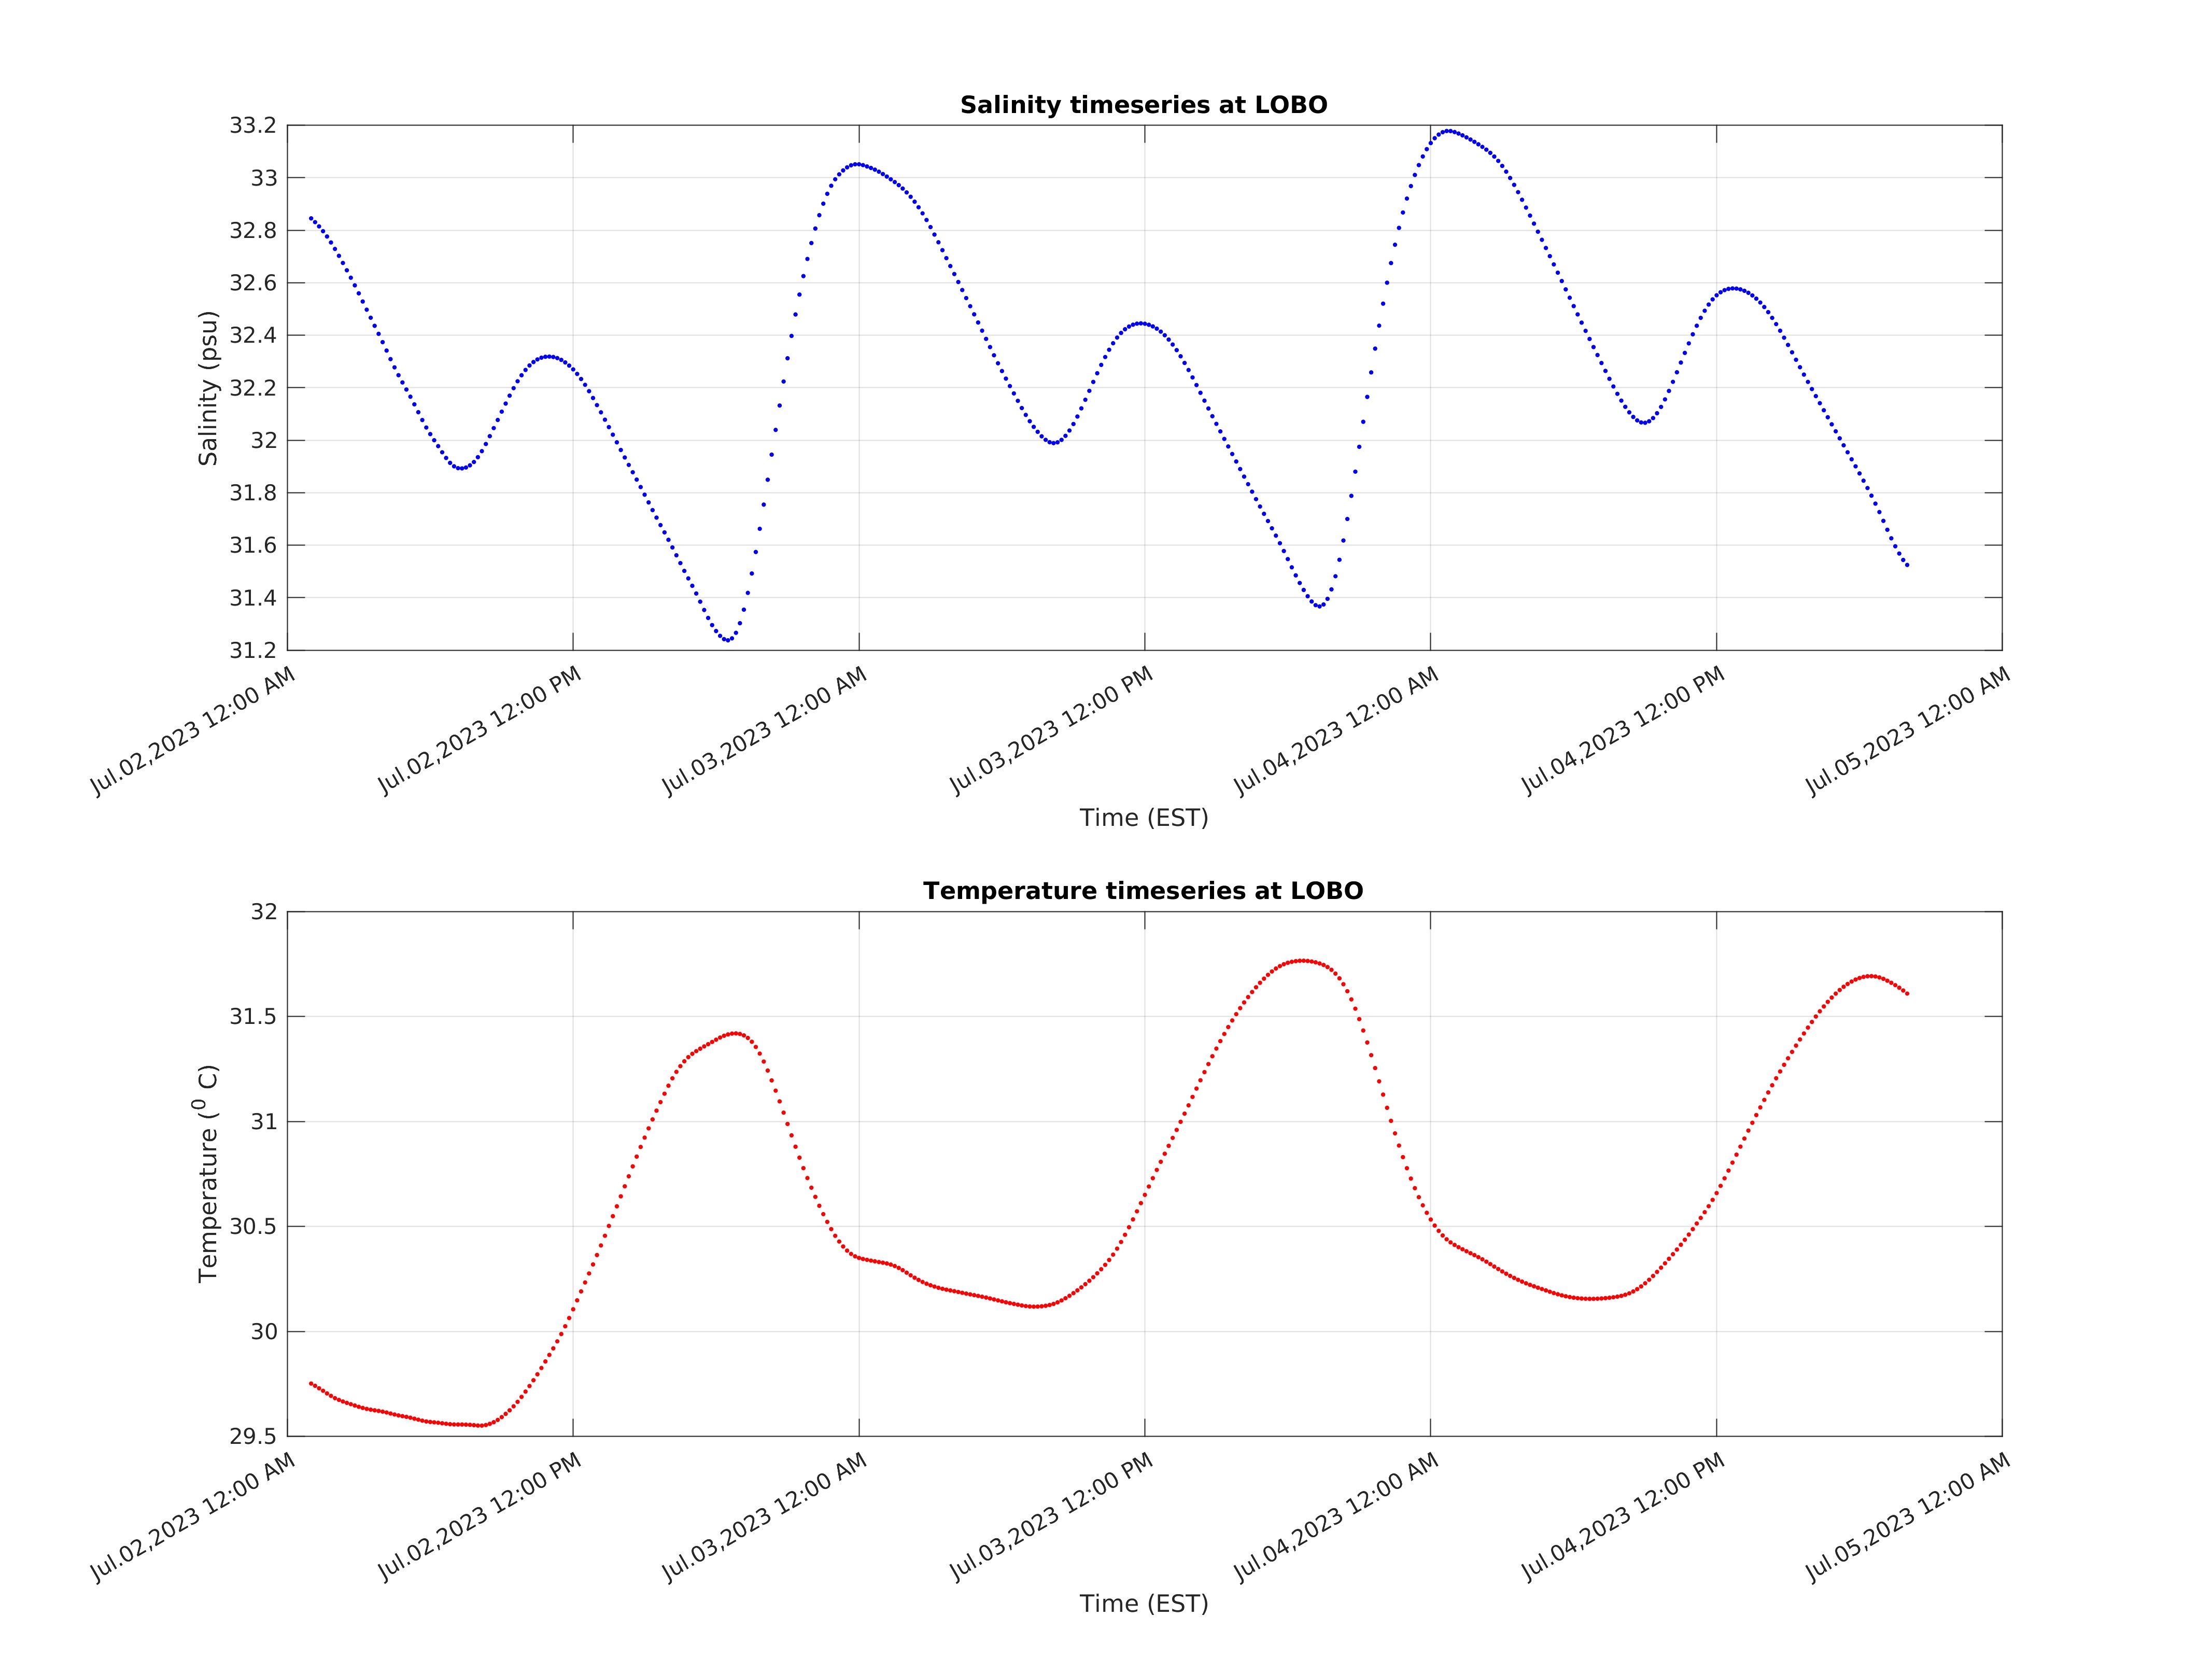 Salinity timeseries at LOBO
33.2
33
32.8
32.6
32.4
32.2
32
31.8
31.6
31.4
31.2
Salinity (psu)
Jul.02,2023 12:00 AM
Jul.02,2023 12:00 PM
Jul.03,2023 12:00 AM
Jul.03,2023 12:00 PM
Jul.04,2023 12:00 AM
Jul.04,2023 12:00 PM
Jul.05,2023 12:00 AM
Time (EST)
Temperature timeseries at LOBO
32
31.5
31
30.5
30
29.5
Temperature (⁰ C)
Jul.02,2023 12:00 AM
Jul.02,2023 12:00 PM
Jul.03,2023 12:00 AM
Jul.03,2023 12:00 PM
Jul.04,2023 12:00 AM
Jul.04,2023 12:00 PM
Jul.05,2023 12:00 AM
Time (EST)